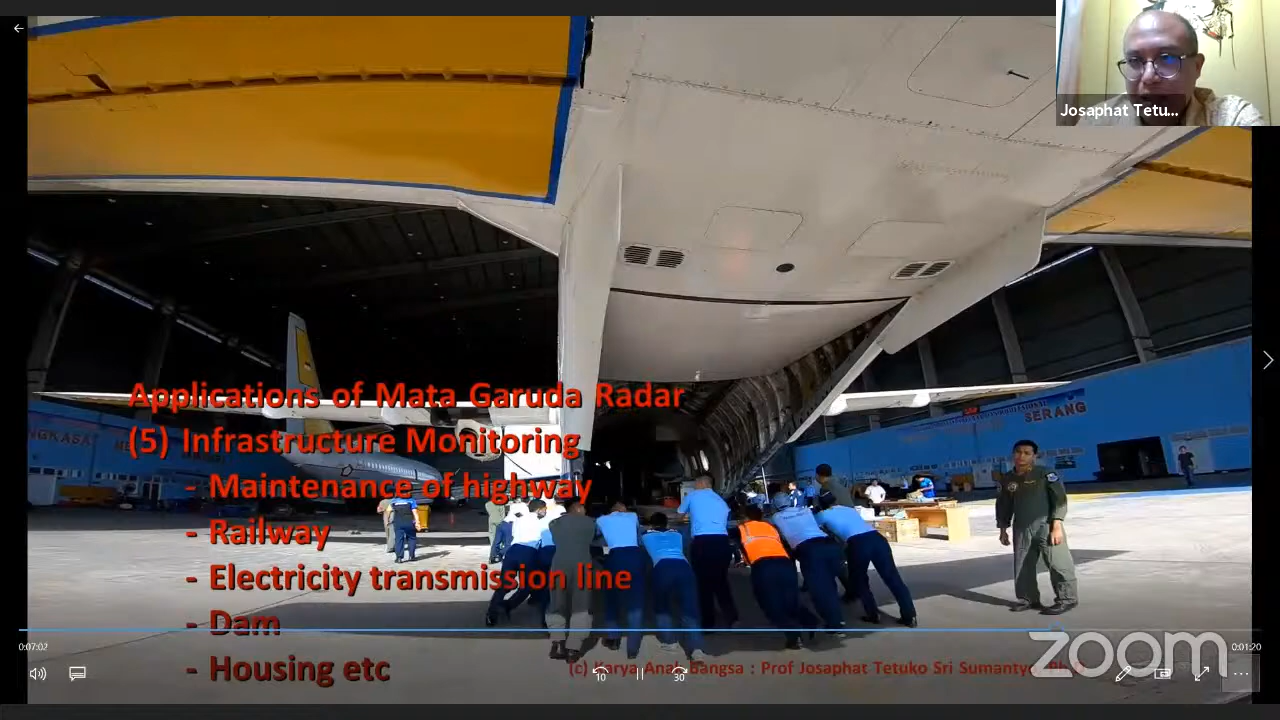 Josaphat Tetu...
SERANG
NGKASA
Applications of Mata Garuda Radar
(5) Infrastructure Monitoring
- Maintenance of highway
- Railway
- Electricity transmission line
- Dam
- Housing etc
(c) Karya Anak Bangsa : Prof Josaphat Tetuko Sri Sumantyo
zoom
0:07:02
0:01:20
10
30